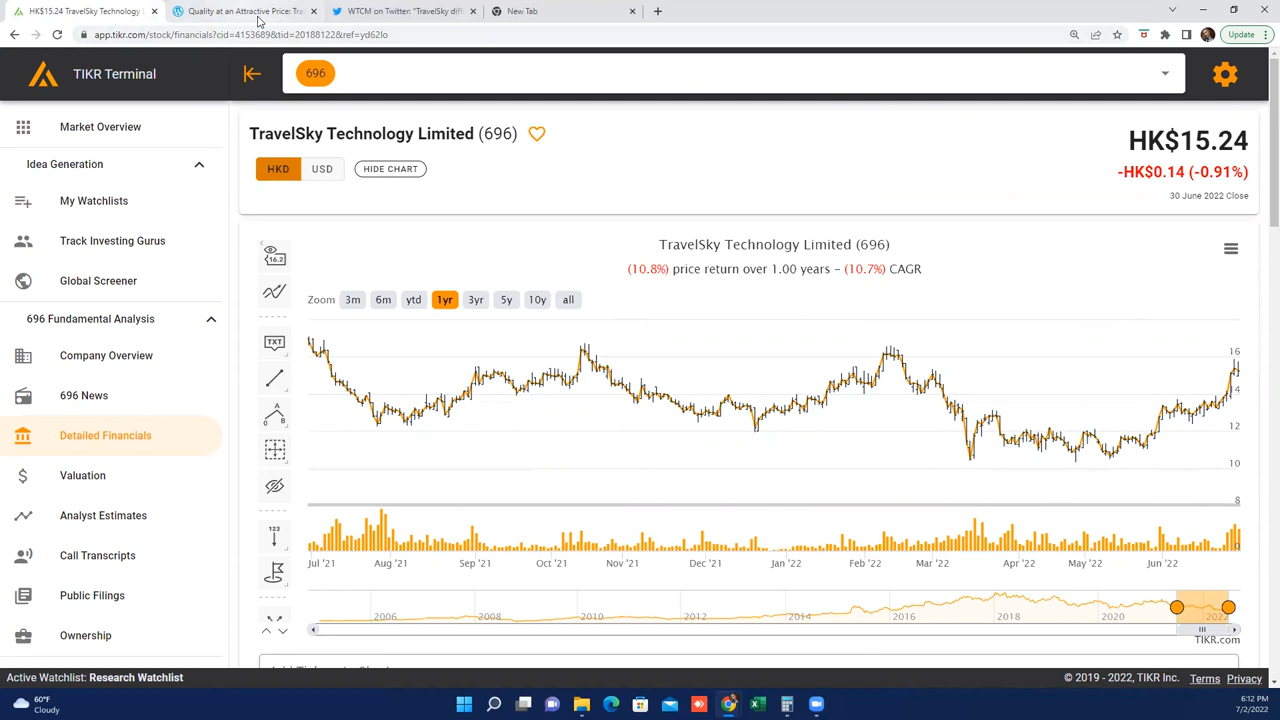 HK$15.24 TravelSky Technology L
Quality at an Attractive Price: Tra
WTCM on Twitter: "TravelSky diff
New Tab
app.tikr.com/stock/financials?cid=4153689&tid=20188122&ref=yd62lo
Update
TIKR Terminal
696
Market Overview
Idea Generation
My Watchlists
Track Investing Gurus
Global Screener
696 Fundamental Analysis
Company Overview
696 News
Detailed Financials
Valuation
Analyst Estimates
Call Transcripts
Public Filings
Ownership
TravelSky Technology Limited (696)
HKD
USD
HIDE CHART
HK$15.24
-HK$0.14 (-0.91%)
30 June 2022 Close
TravelSky Technology Limited (696)
(10.8%) price return over 1.00 years – (10.7%) CAGR
Zoom 3m 6m ytd 1yr 3yr 5y 10y all
16.2
TXT
A B
123
16
14
12
10
8
0
Jul '21 Aug '21 Sep '21 Oct '21 Nov '21 Dec '21 Jan '22 Feb '22 Mar '22 Apr '22 May '22 Jun '22
2006 2008 2010 2012 2014 2016 2018 2020 2022
TIKR.com
Active Watchlist: Research Watchlist
© 2019 - 2022, TIKR Inc. Terms Privacy
60°F
Cloudy
6:12 PM
7/2/2022